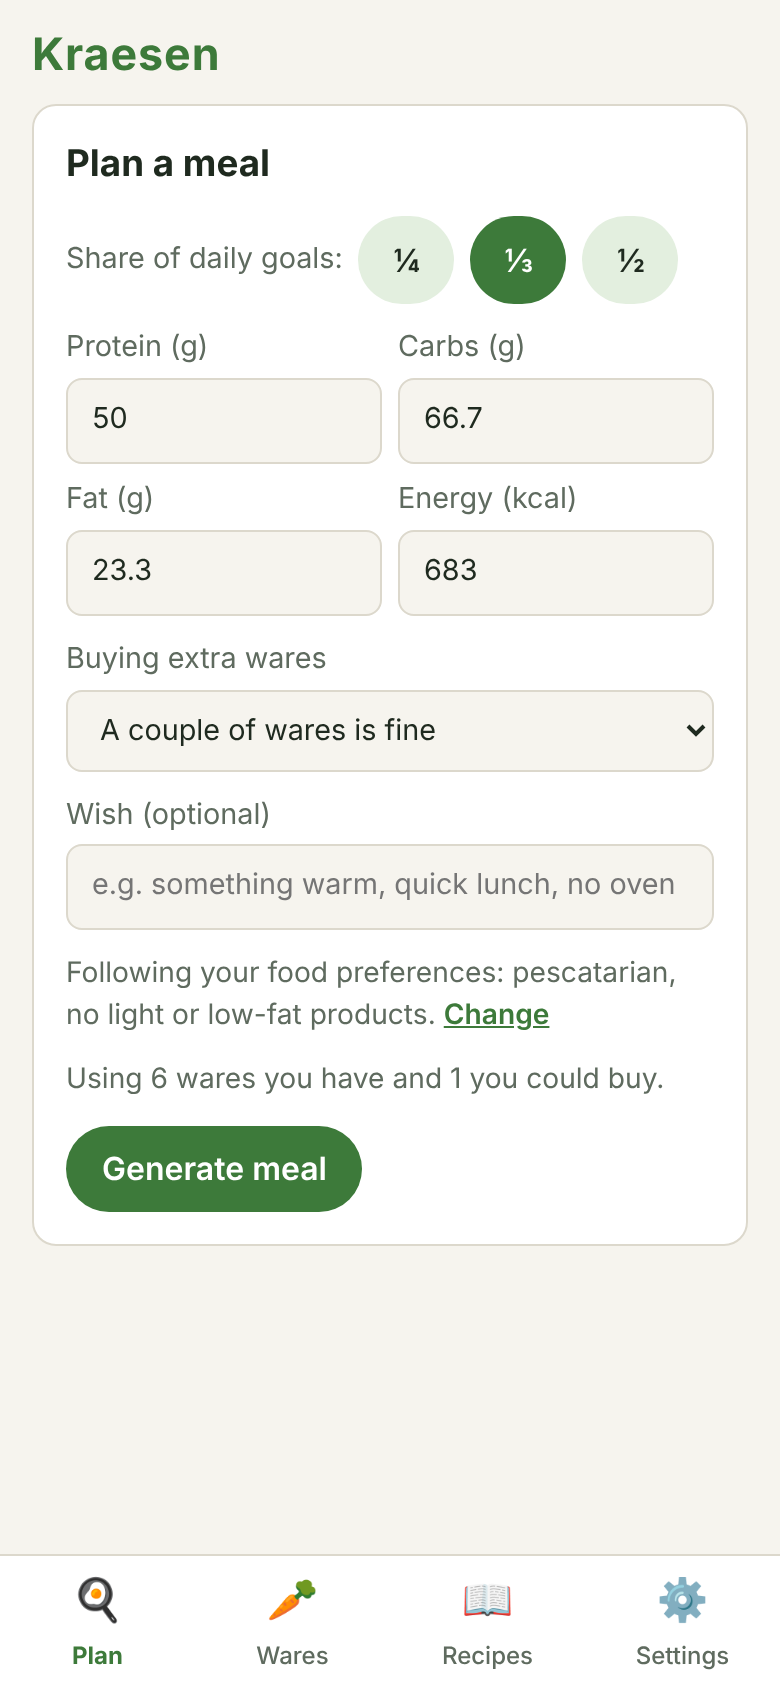 Kraesen
Plan a meal
Share of daily goals: ¼ ⅓ ½
Protein (g) Carbs (g)
50 66.7
Fat (g) Energy (kcal)
23.3 683
Buying extra wares
A couple of wares is fine
Wish (optional)
e.g. something warm, quick lunch, no oven
Following your food preferences: pescatarian,
no light or low-fat products. Change
Using 6 wares you have and 1 you could buy.
Generate meal
Plan Wares Recipes Settings